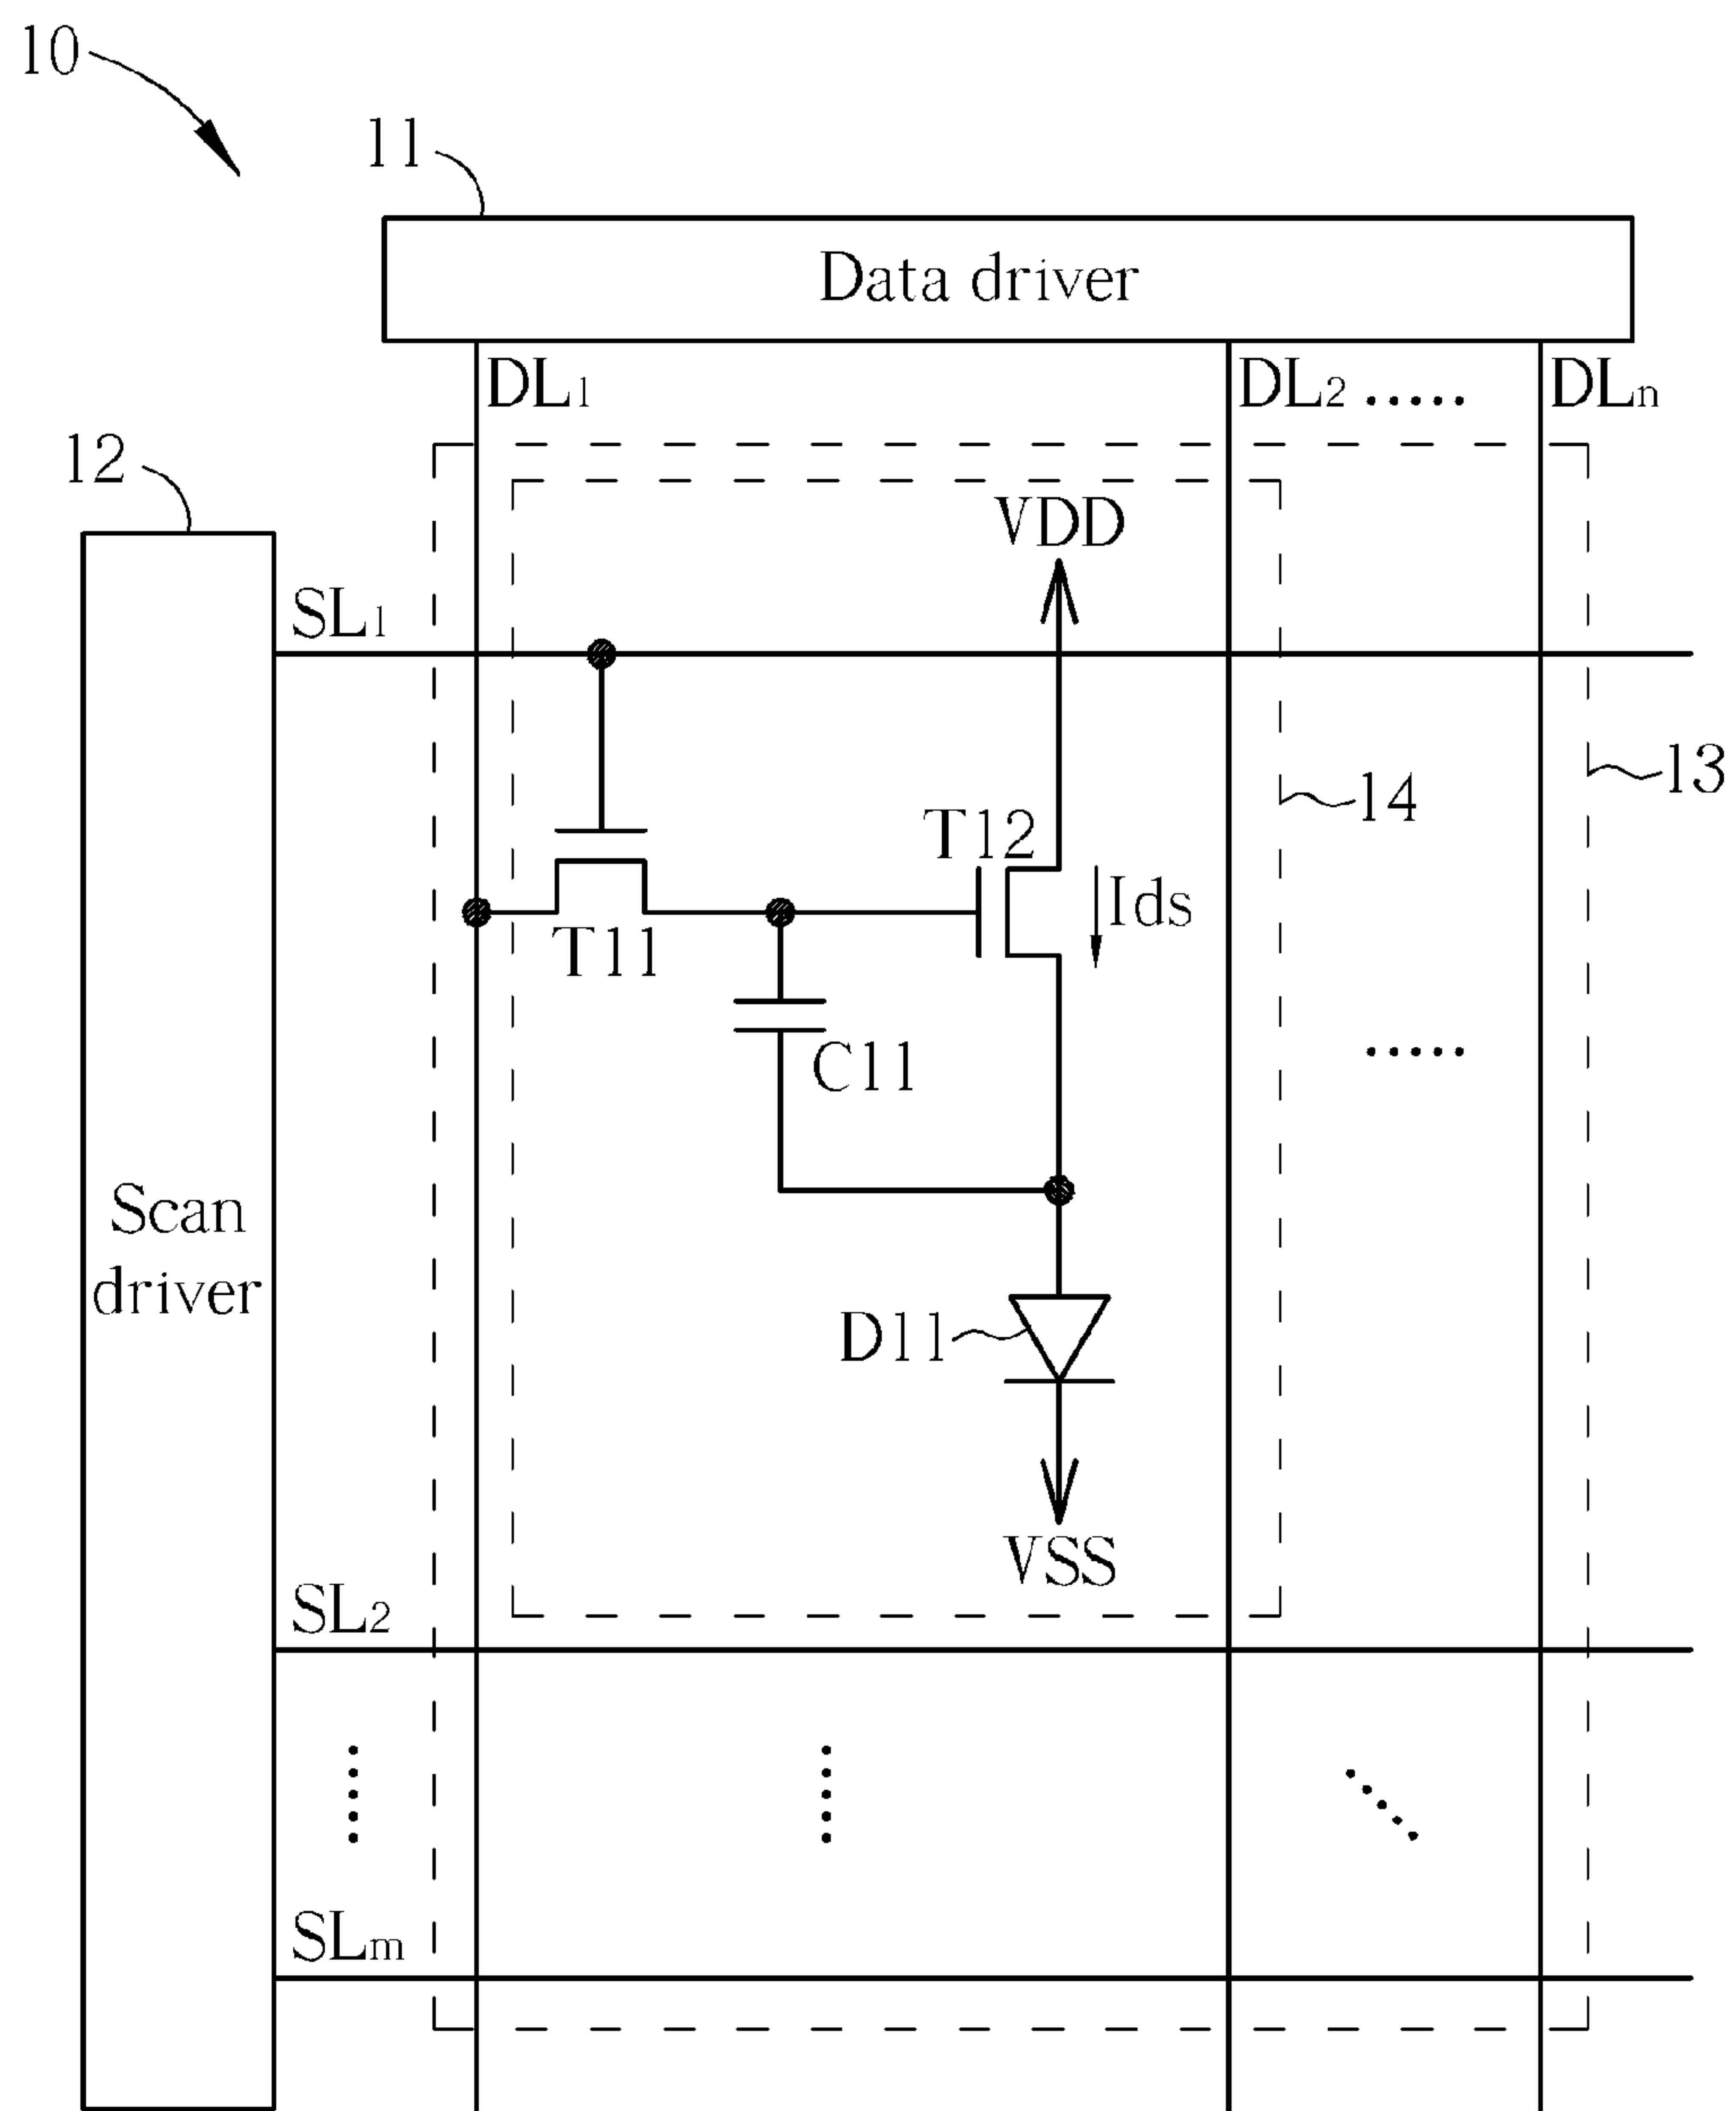 10
11
Data driver
DL1 DL2 ····· DLn
12
VDD
SL1
13
14
T12
Ids
T11
C11
Scan
driver
D11
VSS
SL2
SLm